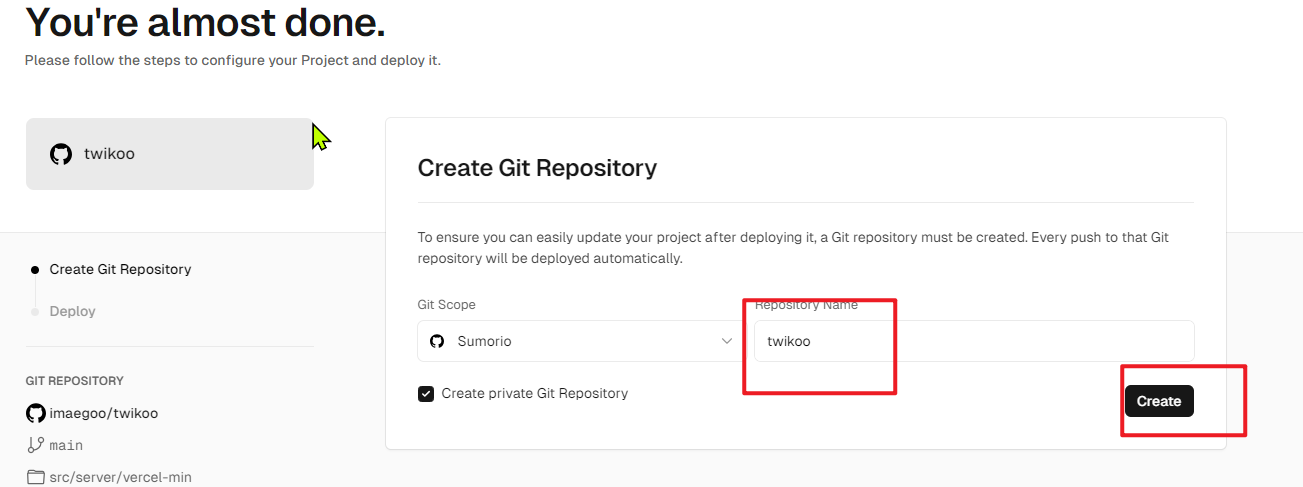 You're almost done.
Please follow the steps to configure your Project and deploy it.
twikoo
Create Git Repository
Deploy
GIT REPOSITORY
imaegoo/twikoo
main
src/server/vercel-min
Create Git Repository
To ensure you can easily update your project after deploying it, a Git repository must be created. Every push to that Git
repository will be deployed automatically.
Git Scope
Repository Name
Sumorio
twikoo
Create private Git Repository
Create